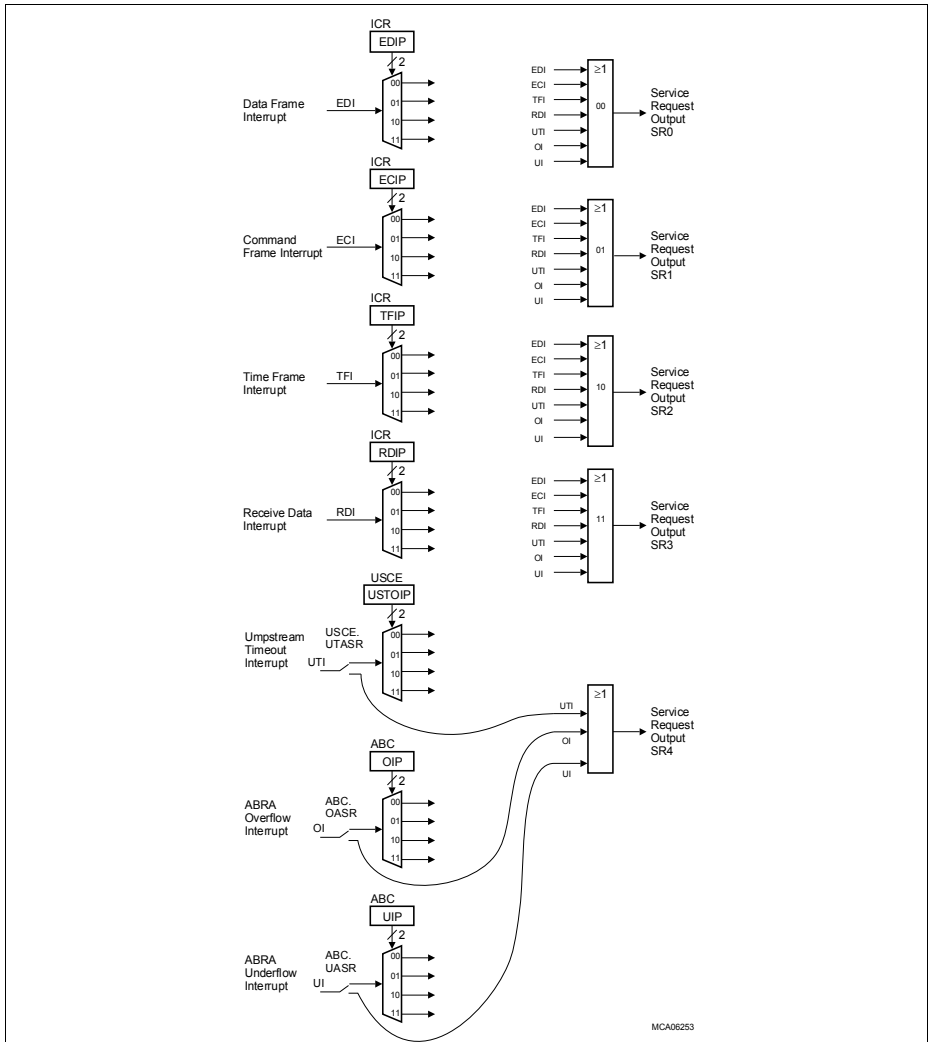 ICR
EDIP
2
Data Frame
Interrupt
EDI
00
01
10
11
ICR
ECIP
2
Command
Frame Interrupt
ECI
00
01
10
11
ICR
TFIP
2
Time Frame
Interrupt
TFI
00
01
10
11
ICR
RDIP
2
Receive Data
Interrupt
RDI
00
01
10
11
USCE
USTOIP
2
Umpstream
Timeout
Interrupt
USCE.
UTASR
UTI
00
01
10
11
ABC
OIP
2
ABRA
Overflow
Interrupt
ABC.
OASR
OI
00
01
10
11
ABC
UIP
2
ABRA
Underflow
Interrupt
ABC.
UASR
UI
00
01
10
11
EDI
ECI
TFI
RDI
UTI
OI
UI
≥1
00
Service
Request
Output
SR0
EDI
ECI
TFI
RDI
UTI
OI
UI
≥1
01
Service
Request
Output
SR1
EDI
ECI
TFI
RDI
UTI
OI
UI
≥1
10
Service
Request
Output
SR2
EDI
ECI
TFI
RDI
UTI
OI
UI
≥1
11
Service
Request
Output
SR3
UTI
OI
UI
≥1
Service
Request
Output
SR4
MCA06253